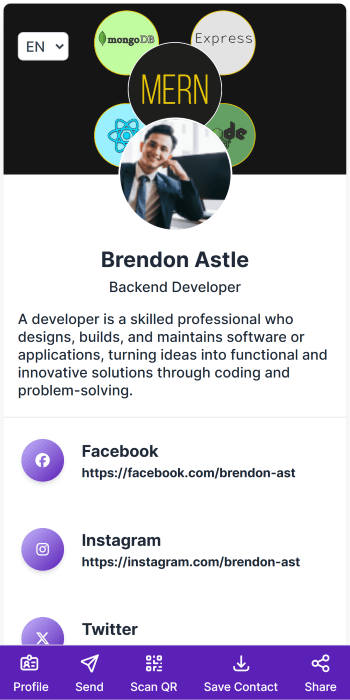 mongoDB
Express
EN
MERN
Brendon Astle
Backend Developer
A developer is a skilled professional who
designs, builds, and maintains software or
applications, turning ideas into functional and
innovative solutions through coding and
problem-solving.
Facebook
https://facebook.com/brendon-ast
Instagram
https://instagram.com/brendon-ast
Twitter
Profile
Send
Scan QR
Save Contact
Share